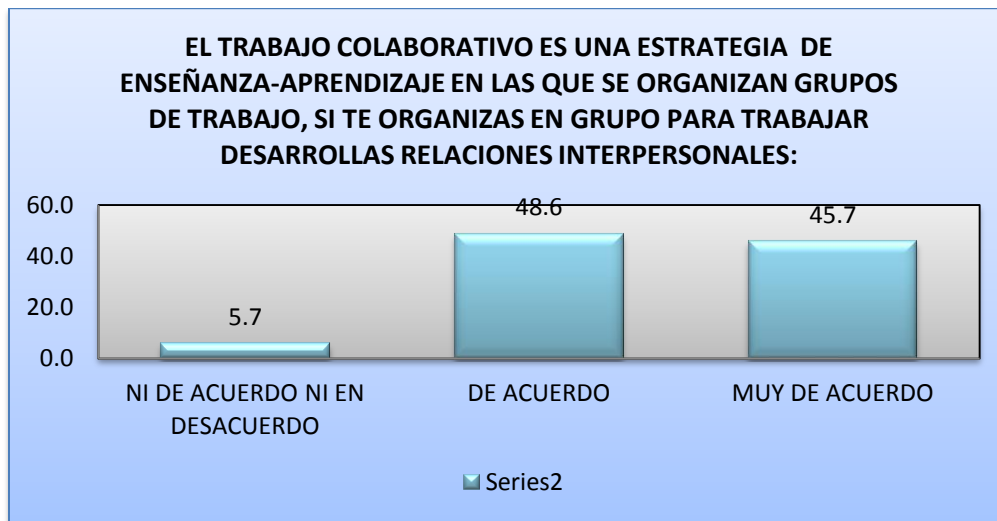 EL TRABAJO COLABORATIVO ES UNA ESTRATEGIA DE
ENSEÑANZA-APRENDIZAJE EN LAS QUE SE ORGANIZAN GRUPOS
DE TRABAJO, SI TE ORGANIZAS EN GRUPO PARA TRABAJAR
DESARROLLAS RELACIONES INTERPERSONALES:
60.0
40.0
20.0
0.0
5.7
48.6
45.7
NI DE ACUERDO NI EN
DESACUERDO
DE ACUERDO
MUY DE ACUERDO
Series2